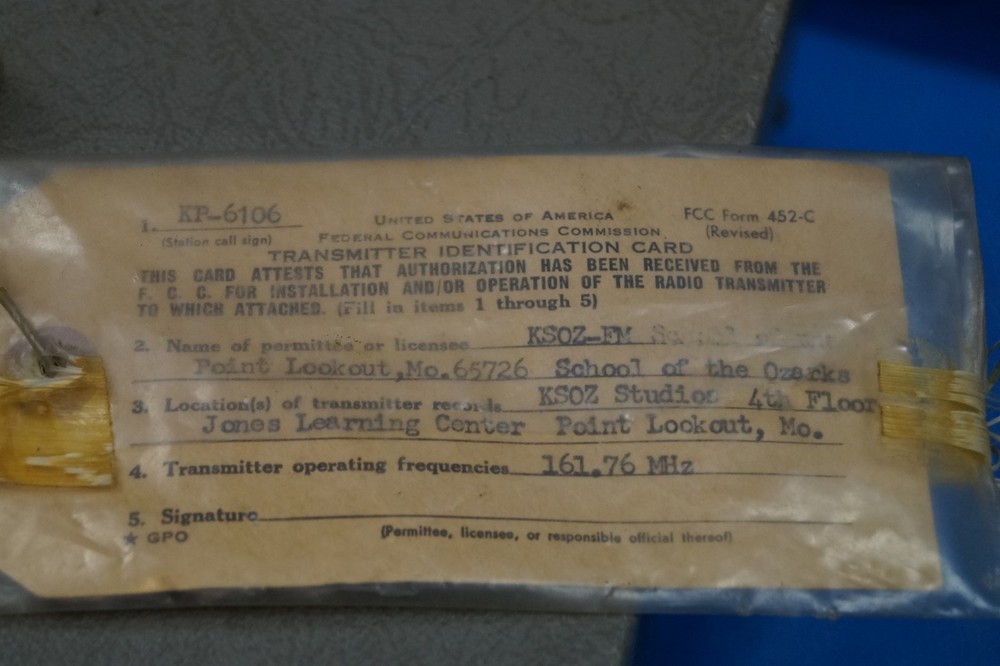 1. KP-6106
(Station call sign)
UNITED STATES OF AMERICA
FEDERAL COMMUNICATIONS COMMISSION
FCC Form 452-C
(Revised)
TRANSMITTER IDENTIFICATION CARD
THIS CARD ATTESTS THAT AUTHORIZATION HAS BEEN RECEIVED FROM THE
F. C. C. FOR INSTALLATION AND/OR OPERATION OF THE RADIO TRANSMITTER
TO WHICH ATTACHED. (Fill in items 1 through 5)
2. Name of permittee or licensee KSOZ-FM
Point Lookout,Mo.65726 School of the Ozarks
3. Location(s) of transmitter records KSOZ Studios 4th Floor
Jones Learning Center Point Lookout, Mo.
4. Transmitter operating frequencies 161.76 MHz
5. Signature
★ GPO (Permittee, licensee, or responsible official thereof)